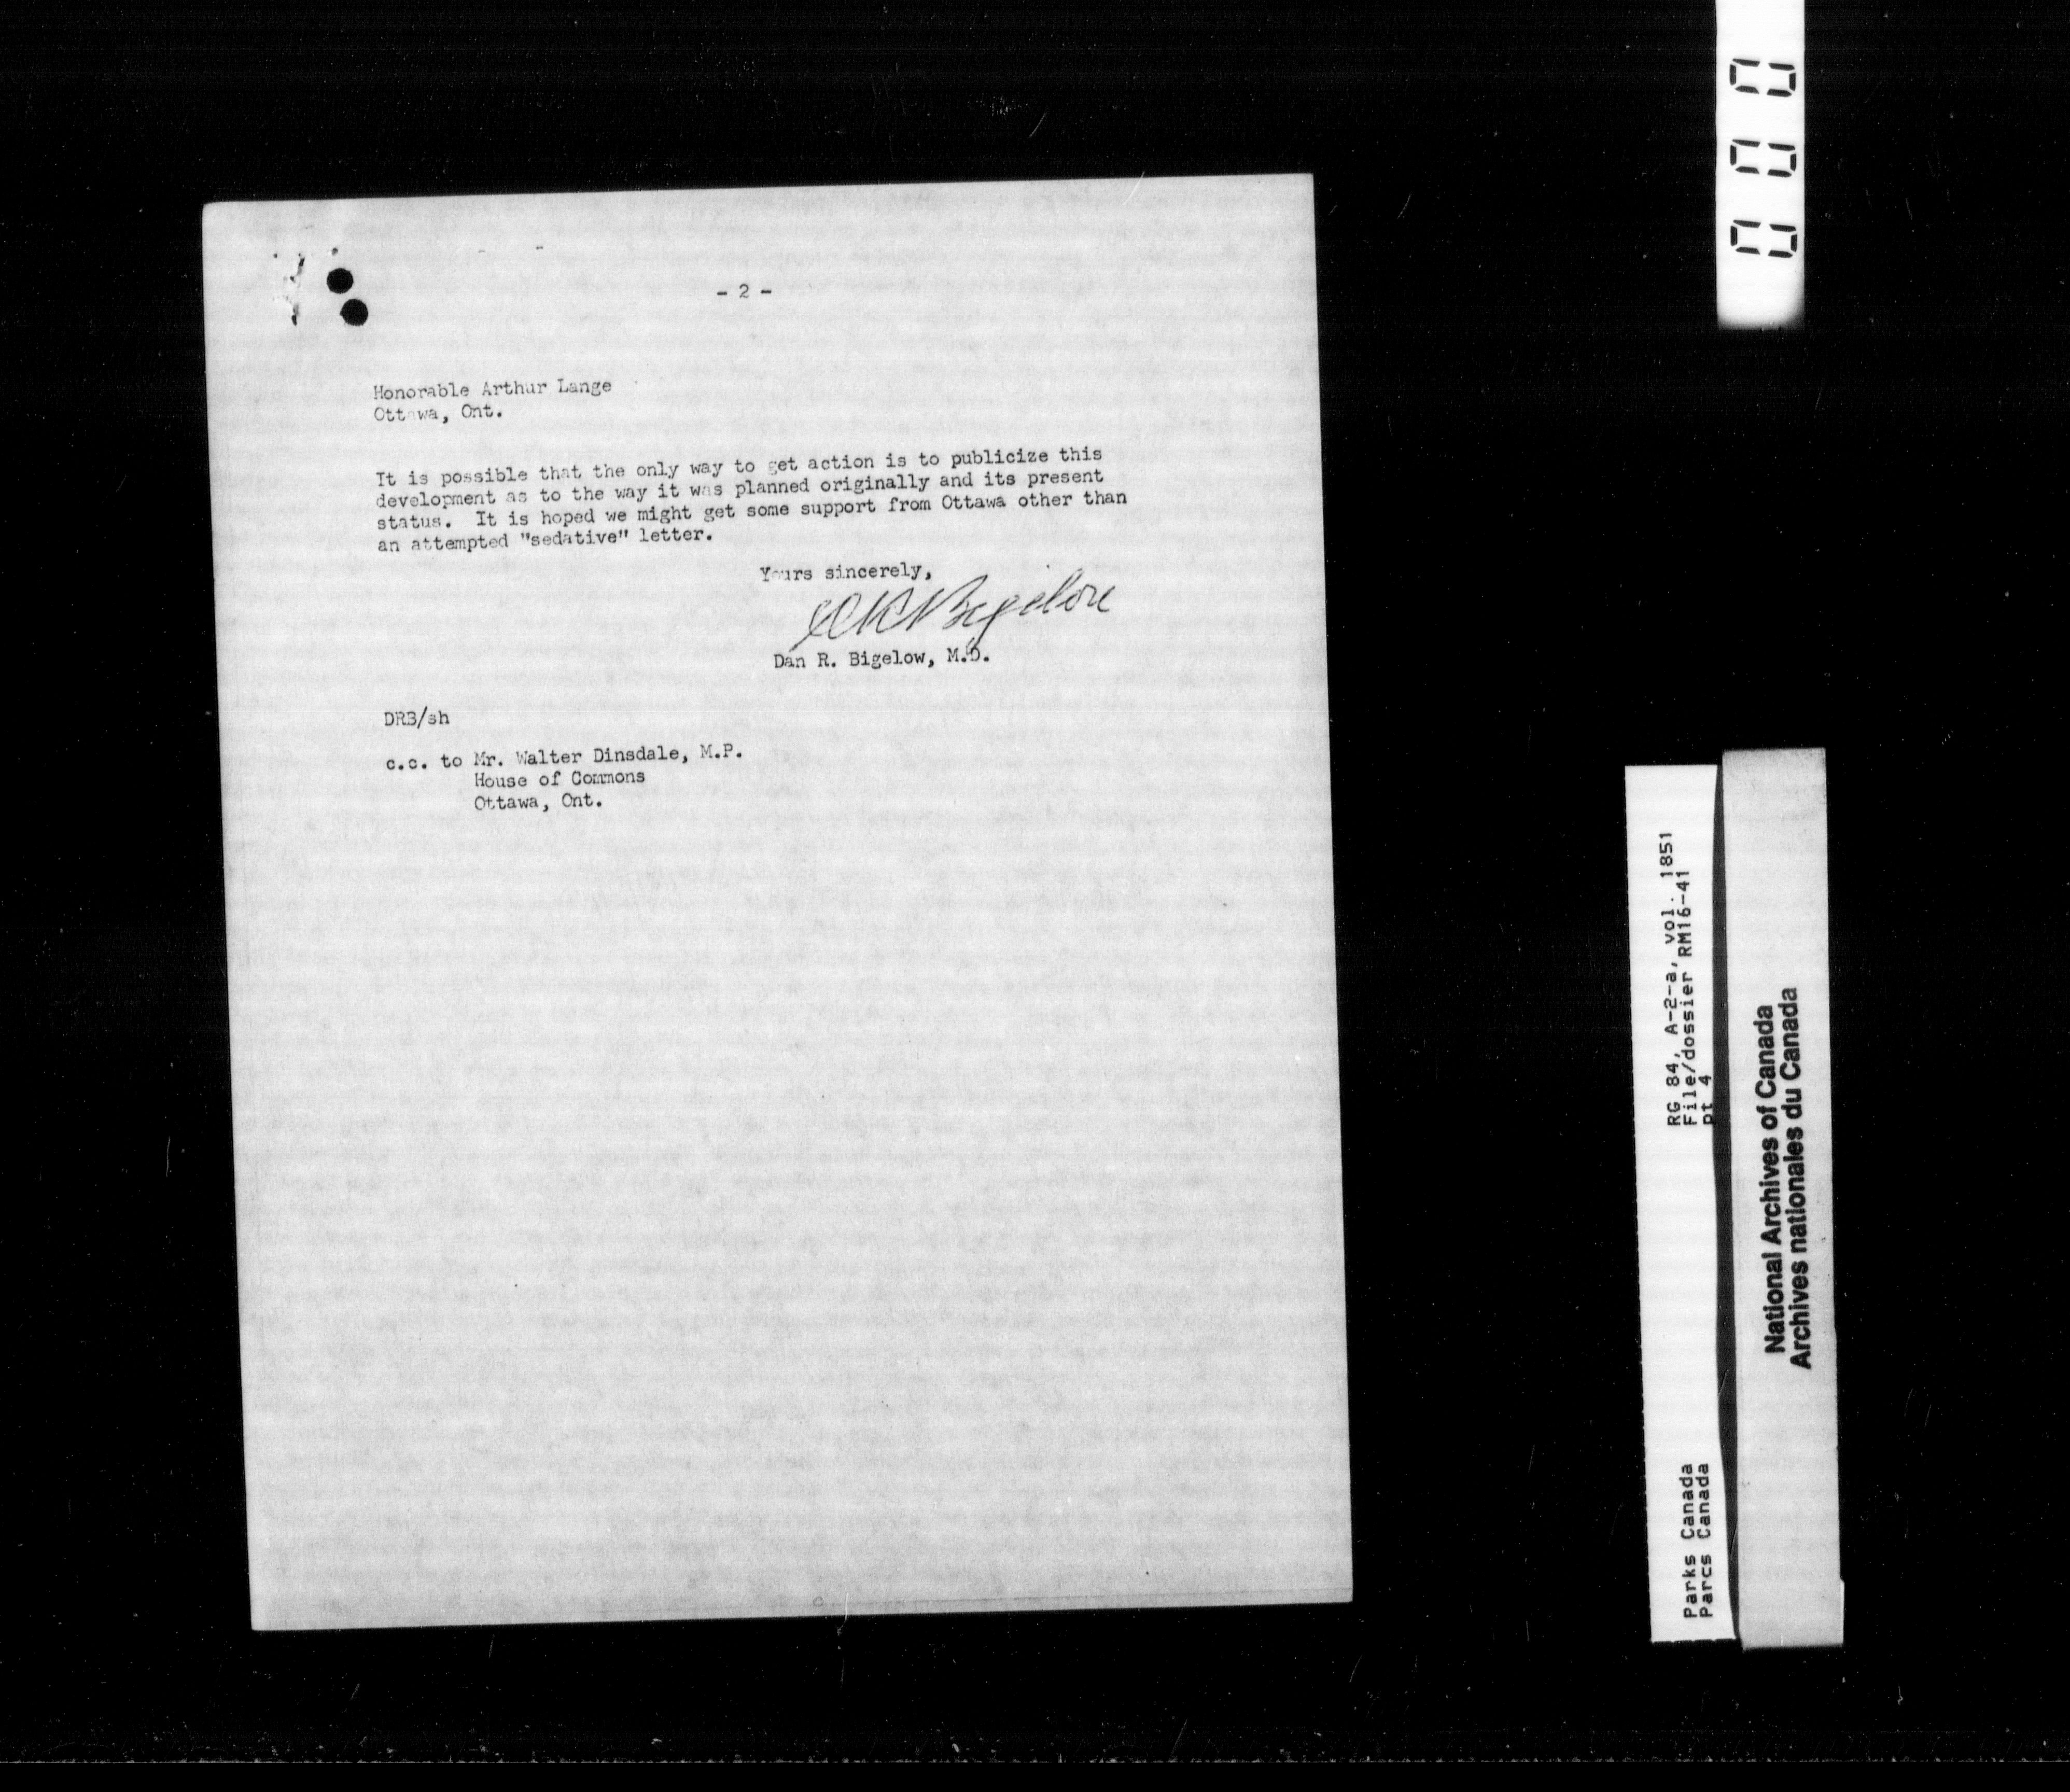 - 2 -
Honorable Arthur Lange
Ottawa, Ont.
It is possible that the only way to get action is to publicize this
development as to the way it was planned originally and its present
status. It is hoped we might get some support from Ottawa other than
an attempted "sedative" letter.
Yours sincerely,
DRBigelow
Dan R. Bigelow, M.D.
DRB/sh
c.c. to Mr. Walter Dinsdale, M.P.
House of Commons
Ottawa, Ont.
RG 84, A-2-a, vol. 1851
File/dossier RM16-41
pt 4
Parks Canada
Parcs Canada
National Archives of Canada
Archives nationales du Canada